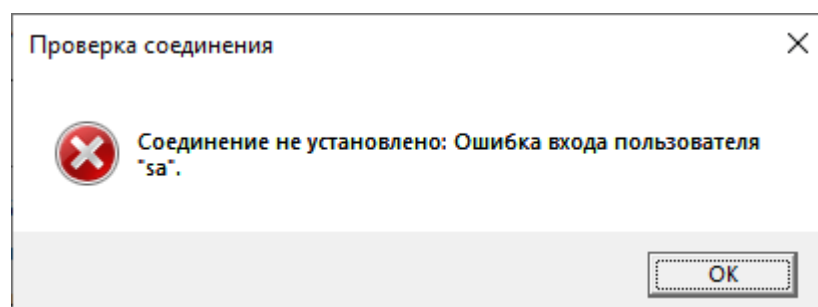 Проверка соединения
Соединение не установлено: Ошибка входа пользователя
"sa".
OK